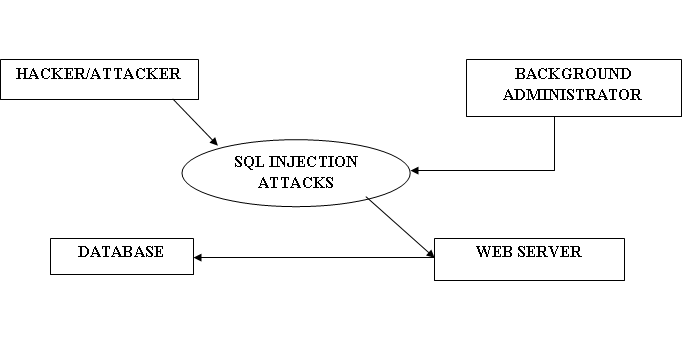 HACKER/ATTACKER
BACKGROUND
ADMINISTRATOR
SQL INJECTION
ATTACKS
DATABASE
WEB SERVER